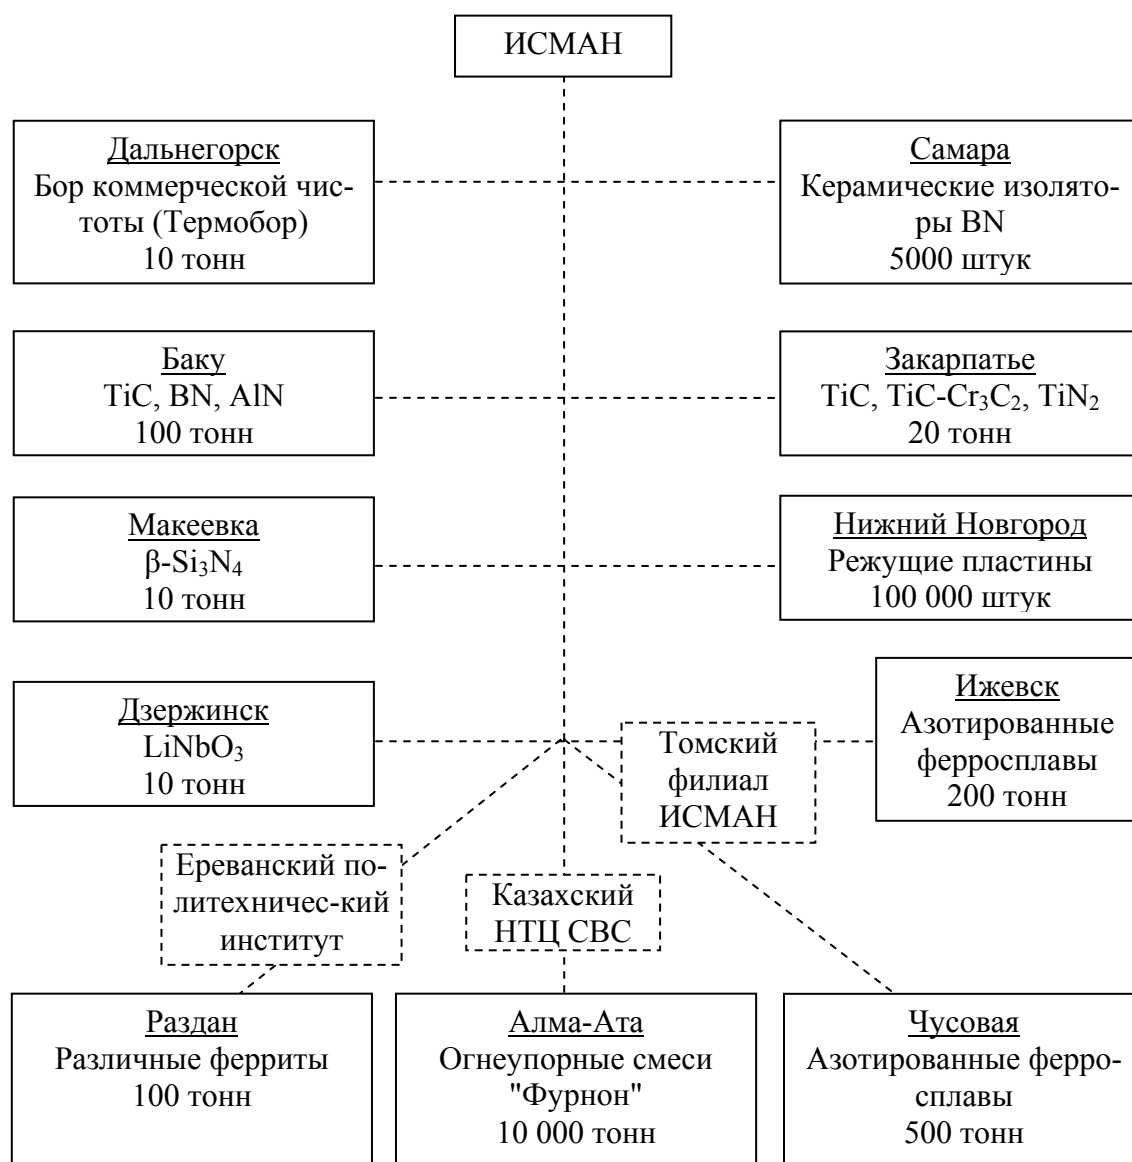 ИСМАН
Дальнегорск
Бор коммерческой чис-
тоты (Термобор)
10 тонн
Самара
Керамические изолято-
ры BN
5000 штук
Баку
TiC, BN, AlN
100 тонн
Закарпатье
TiC, TiC-Cr₃C₂, TiN₂
20 тонн
Макеевка
β-Si₃N₄
10 тонн
Нижний Новгород
Режущие пластины
100 000 штук
Дзержинск
LiNbO₃
10 тонн
Томский
филиал
ИСМАН
Ижевск
Азотированные
ферросплавы
200 тонн
Ереванский по-
литехничес-кий
институт
Казахский
НТЦ СВС
Раздан
Различные ферриты
100 тонн
Алма-Ата
Огнеупорные смеси
"Фурнон"
10 000 тонн
Чусовая
Азотированные ферро-
сплавы
500 тонн